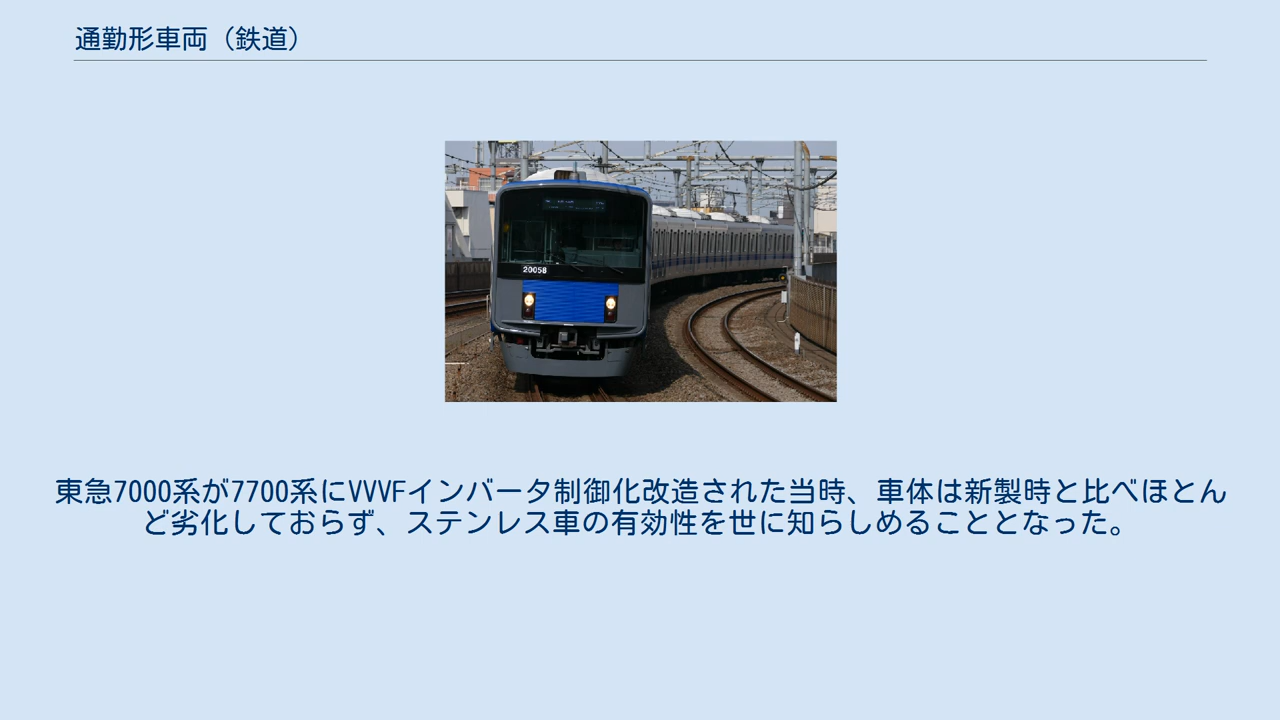 通勤形車両（鉄道）
20058
東急7000系が7700系にVVVFインバータ制御化改造された当時、車体は新製時と比べほとん
ど劣化しておらず、ステンレス車の有効性を世に知らしめることとなった。